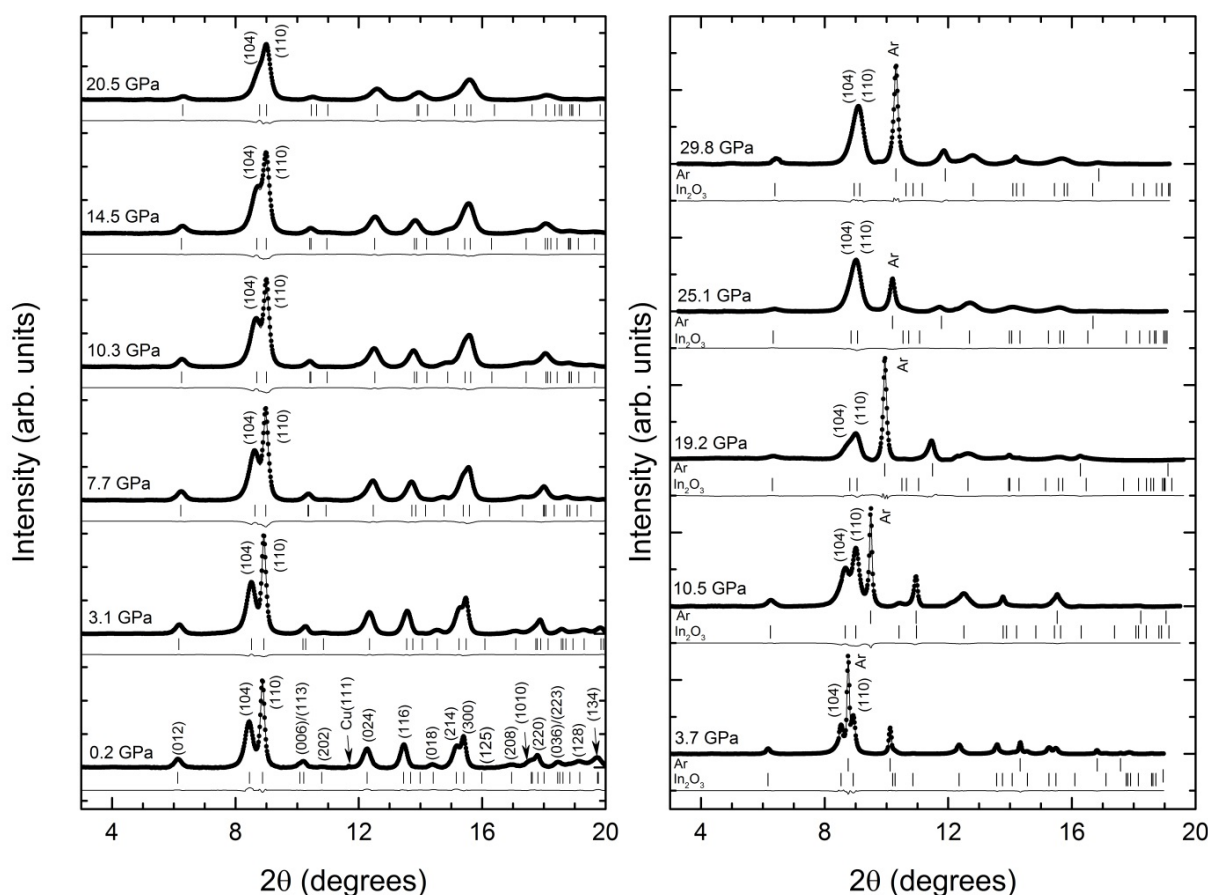 20.5 GPa
(104)
(110)
14.5 GPa
(104)
(110)
10.3 GPa
(104)
(110)
7.7 GPa
(104)
(110)
3.1 GPa
(104)
(110)
0.2 GPa
(012)
(104)
(110)
(006)/(113)
(202)
Cu(111)
(024)
(116)
(018)
(214)
(300)
(125)
(208)
(1010)
(220)
(036)/(223)
(128)
(134)
4 8 12 16 20
2θ (degrees)
Intensity (arb. units)
29.8 GPa
(104)
(110)
Ar
Ar
In₂O₃
25.1 GPa
(104)
(110)
Ar
Ar
In₂O₃
19.2 GPa
(104)
(110)
Ar
Ar
In₂O₃
10.5 GPa
(104)
(110)
Ar
Ar
In₂O₃
3.7 GPa
(104)
Ar
(110)
Ar
In₂O₃
4 8 12 16 20
2θ (degrees)
Intensity (arb. units)